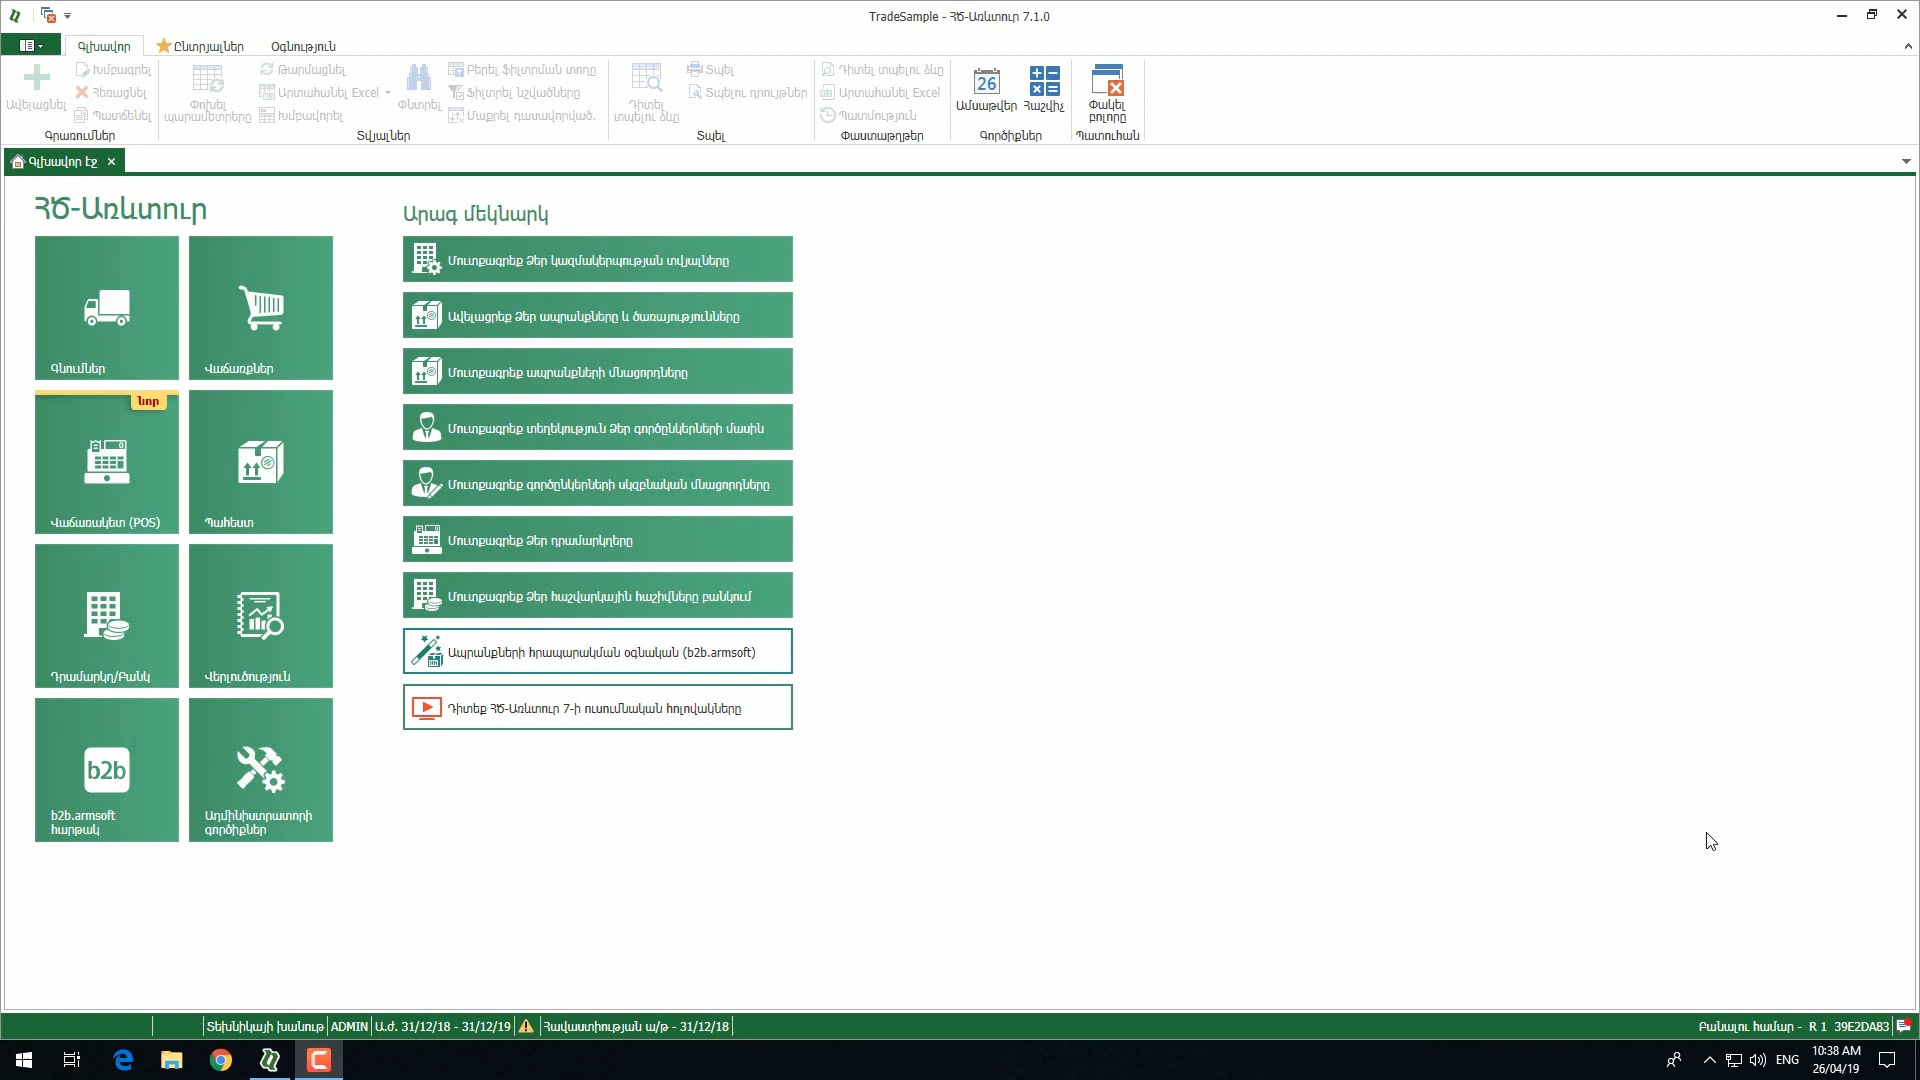 TradeSample - ՀԾ-Առևտուր 7.1.0
Գլխավոր
Ընտրյալներ
Օգնություն
Ավելացնել
Խմբագրել
Հեռացնել
Պատճենել
Գրառումներ
Փոխել
պարամետրերը
Թարմացնել
Արտահանել Excel
Խմբավորել
Փնտրել
Բերել ֆիլտրման տողը
Ֆիլտրել նշվածները
Մաքրել դասավորված.
Տվյալներ
Դիտել
տպելու ձևը
Տպել
Տպելու դրույթներ
Տպել
Դիտել տպելու ձևը
Արտահանել Excel
Պատմություն
Փաստաթղթեր
26
Ամսաթվեր
Հաշվիչ
Գործիքներ
Փակել
բոլորը
Պատուհան
Գլխավոր էջ
ՀԾ-Առևտուր
Գնումներ
Վաճառքներ
Նոր
Վաճառակետ (POS)
Պահեստ
Դրամարկղ/Բանկ
Վերլուծություն
b2b
b2b.armsoft
հարթակ
Ադմինիստրատորի
գործիքներ
Արագ մեկնարկ
Մուտքագրեք Ձեր կազմակերպության տվյալները
Ավելացրեք Ձեր ապրանքները և ծառայությունները
Մուտքագրեք ապրանքների մնացորդները
Մուտքագրեք տեղեկություն Ձեր գործընկերների մասին
Մուտքագրեք գործընկերների սկզբնական մնացորդները
Մուտքագրեք Ձեր դրամարկղերը
Մուտքագրեք Ձեր հաշվարկային հաշիվները բանկում
Ապրանքների հրապարակման օգնական (b2b.armsoft)
Դիտեք ՀԾ-Առևտուր 7-ի ուսումնական հոլովակները
Տեխնիկայի խանութ
ADMIN
Ա.ժ. 31/12/18 - 31/12/19
Հավաստիության ա/թ - 31/12/18
Բանալու համար - R 1 39E2DA83
ENG
10:38 AM
26/04/19